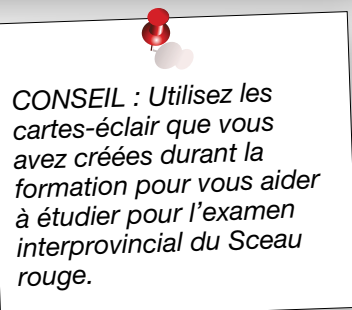 CONSEIL : Utilisez les
cartes-éclair que vous
avez créées durant la
formation pour vous aider
à étudier pour l'examen
interprovincial du Sceau
rouge.